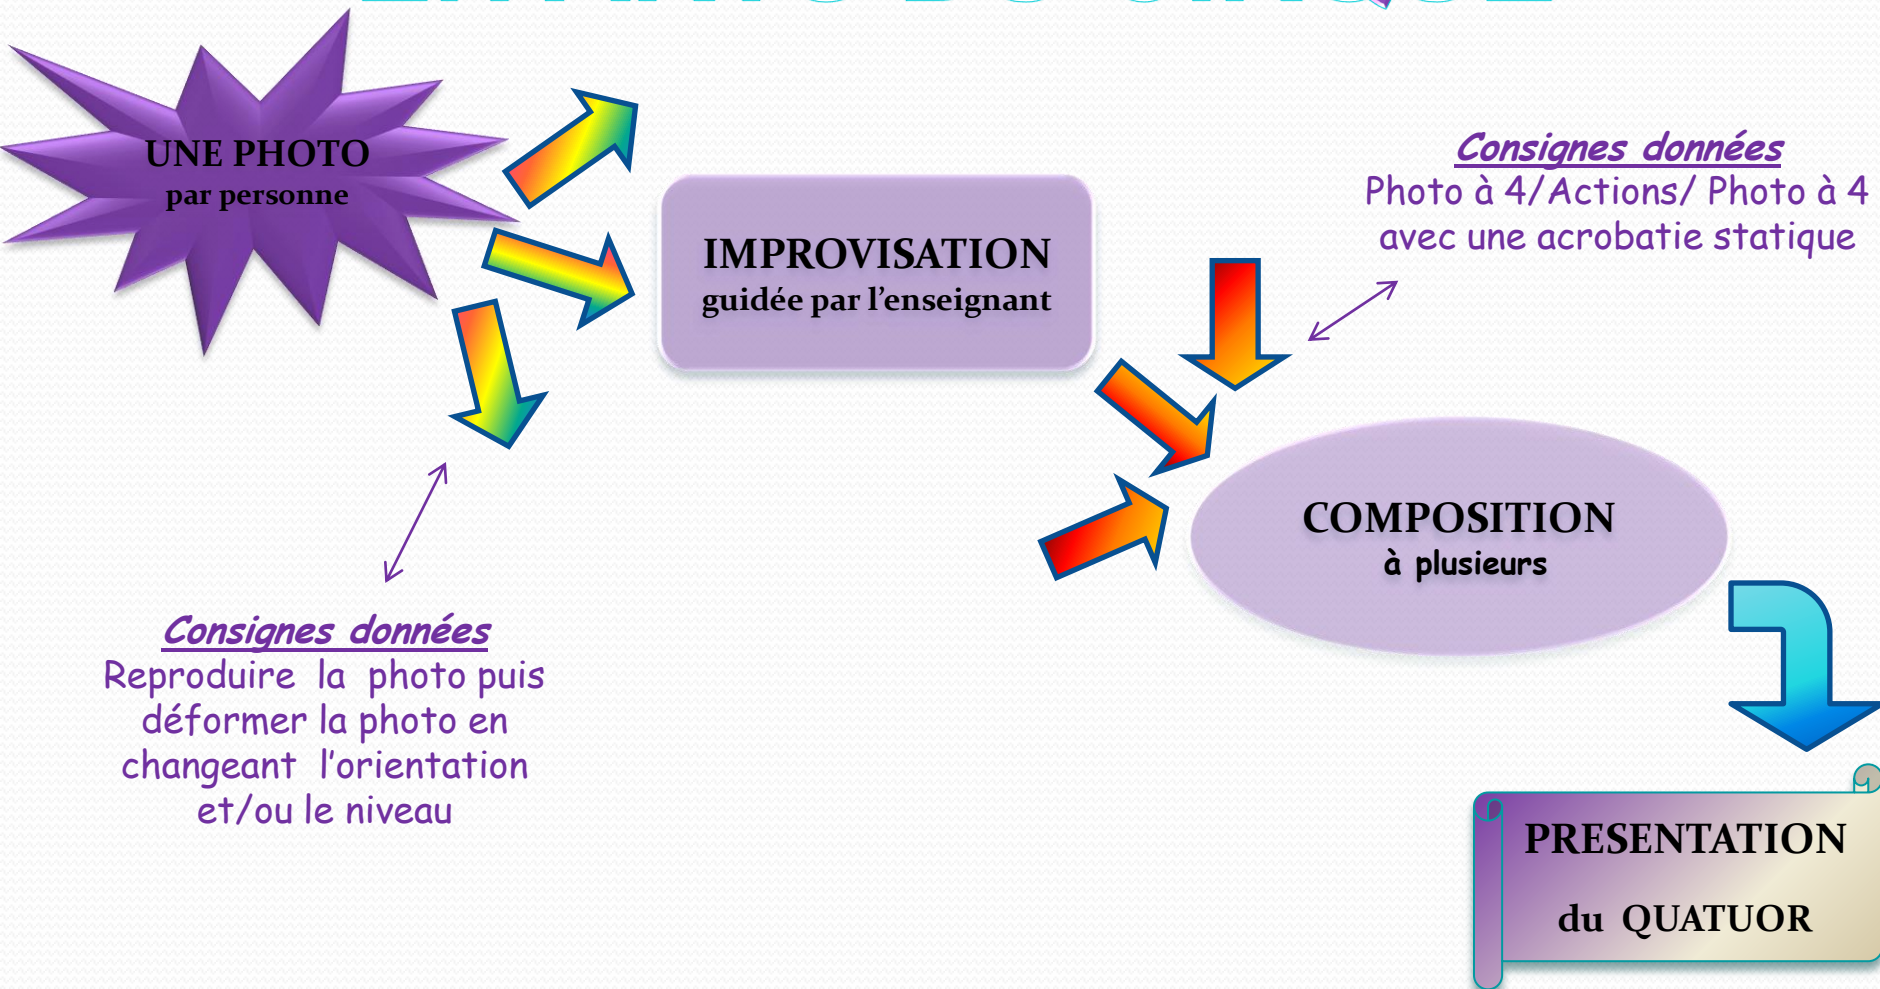 UNE PHOTO
par personne
IMPROVISATION
guidée par l'enseignant
Consignes données
Photo à 4/Actions/ Photo à 4
avec une acrobatie statique
COMPOSITION
à plusieurs
Consignes données
Reproduire la photo puis
déformer la photo en
changeant l'orientation
et/ou le niveau
PRESENTATION
du QUATUOR